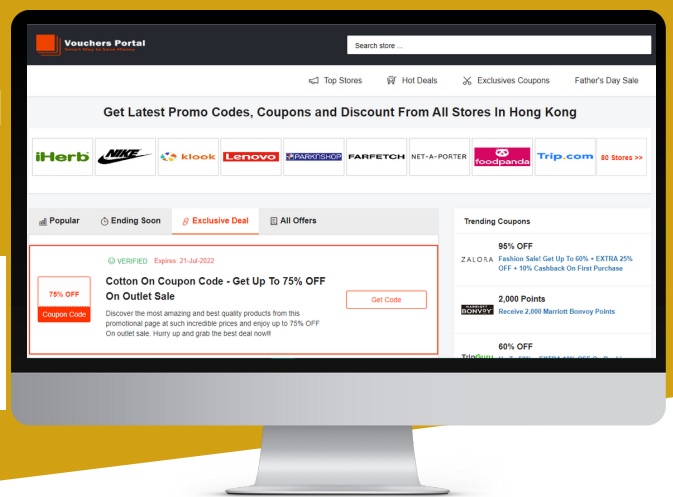 Vouchers Portal
Smart Way to Save Money
Search store ...
Top Stores
Hot Deals
Exclusives Coupons
Father's Day Sale
Get Latest Promo Codes, Coupons and Discount From All Stores In Hong Kong
iHerb
NIKE
klook
Lenovo
PARKNSHOP
FARFETCH
NET-A-PORTER
foodpanda
Trip.com
80 Stores >>
Popular
Ending Soon
Exclusive Deal
All Offers
75% OFF
Coupon Code
VERIFIED Expires: 21-Jul-2022
Cotton On Coupon Code - Get Up To 75% OFF
On Outlet Sale
Discover the most amazing and best quality products from this
promotional page at such incredible prices and enjoy up to 75% OFF
On outlet sale. Hurry up and grab the best deal now!!!
Get Code
Trending Coupons
ZALORA
95% OFF
Fashion Sale! Get Up To 60% + EXTRA 25%
OFF + 10% Cashback On First Purchase
MARRIOTT
BONVOY
2,000 Points
Receive 2,000 Marriott Bonvoy Points
TripGuru
60% OFF